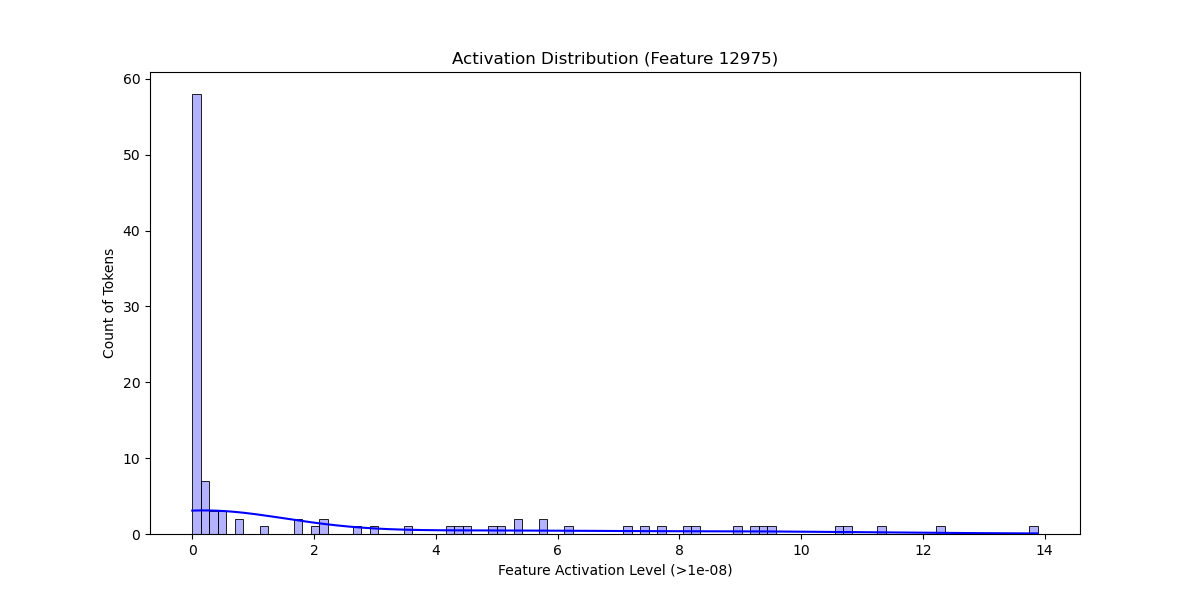 Activation Distribution (Feature 12975)
60
50
40
30
20
10
0
Count of Tokens
0 2 4 6 8 10 12 14
Feature Activation Level (>1e-08)